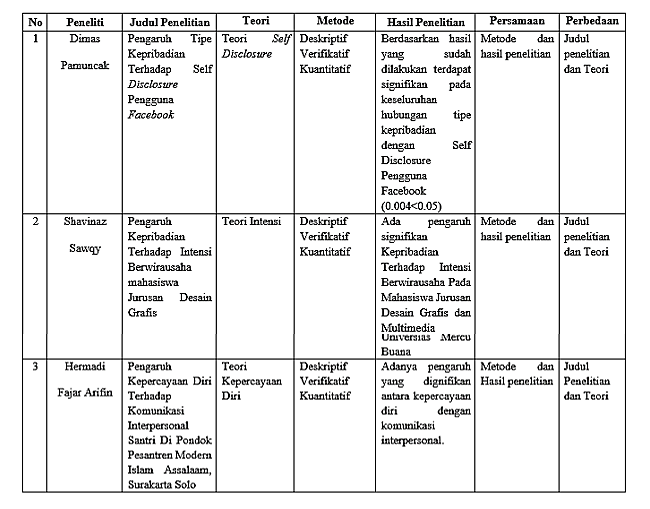 No Peneliti Judul Penelitian Teori Metode Hasil Penelitian Persamaan Perbedaan
1
Dimas
Pamuncak
Pengaruh Tipe
Kepribadian
Terhadap Self
Disclosure
Pengguna
Facebook
Teori Self
Disclosure
Deskriptif
Verifikatif
Kuantitatif
Berdasarkan hasil
yang sudah
dilakukan terdapat
signifikan pada
keseluruhan
hubungan tipe
kepribadian
dengan Self
Disclosure
Pengguna
Facebook
(0.004<0.05)
Metode dan
hasil penelitian
Judul
penelitian
dan Teori
2
Shavinaz
Sawqy
Pengaruh
Kepribadian
Terhadap Intensi
Berwirausaha
mahasiswa
Jurusan Desain
Grafis
Teori Intensi
Deskriptif
Verifikatif
Kuantitatif
Ada pengaruh
signifikan
Kepribadian
Terhadap Intensi
Berwirausaha Pada
Mahasiswa Jurusan
Desain Grafis dan
Multimedia
Universias Mercu
Buana
Metode dan
hasil penelitian
Judul
penelitian
dan Teori
3
Hermadi
Fajar Arifin
Pengaruh
Kepercayaan Diri
Terhadap
Komunikasi
Interpersonal
Santri Di Pondok
Pesantren Modern
Islam Assalaam,
Surakarta Solo
Teori
Kepercayaan
Diri
Deskriptif
Verifikatif
Kuantitatif
Adanya pengaruh
yang dignifikan
antara kepercayaan
diri dengan
komunikasi
interpersonal.
Metode dan
Hasil penelitian
Judul
Penelitian
dan Teori